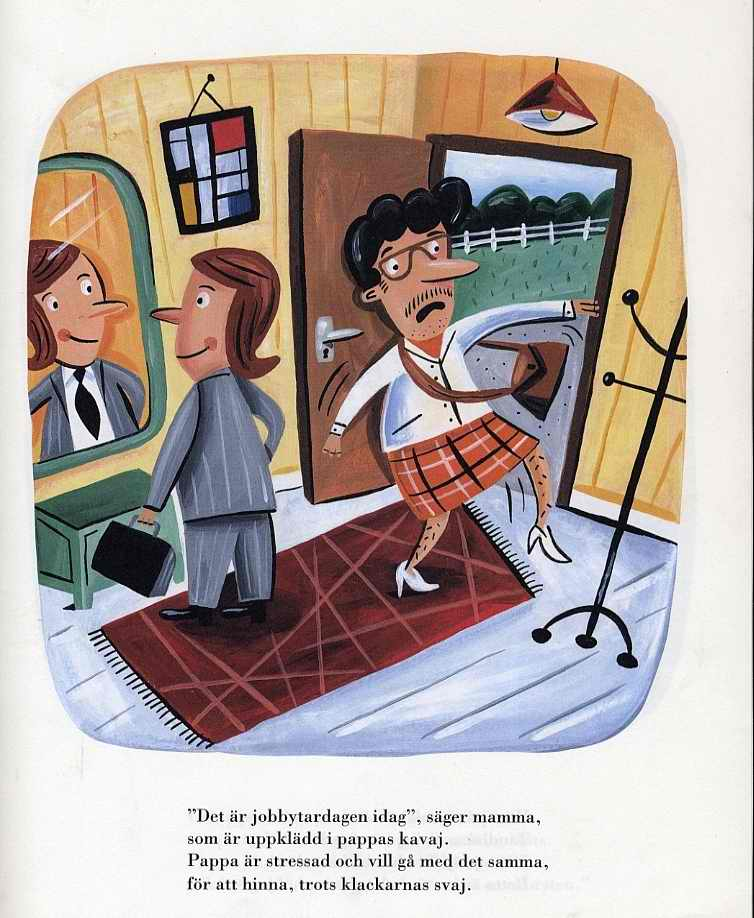 ”Det är jobbytardagen idag”, säger mamma,
som är uppklädd i pappas kavaj.
Pappa är stressad och vill gå med det samma,
för att hinna, trots klackarnas svaj.